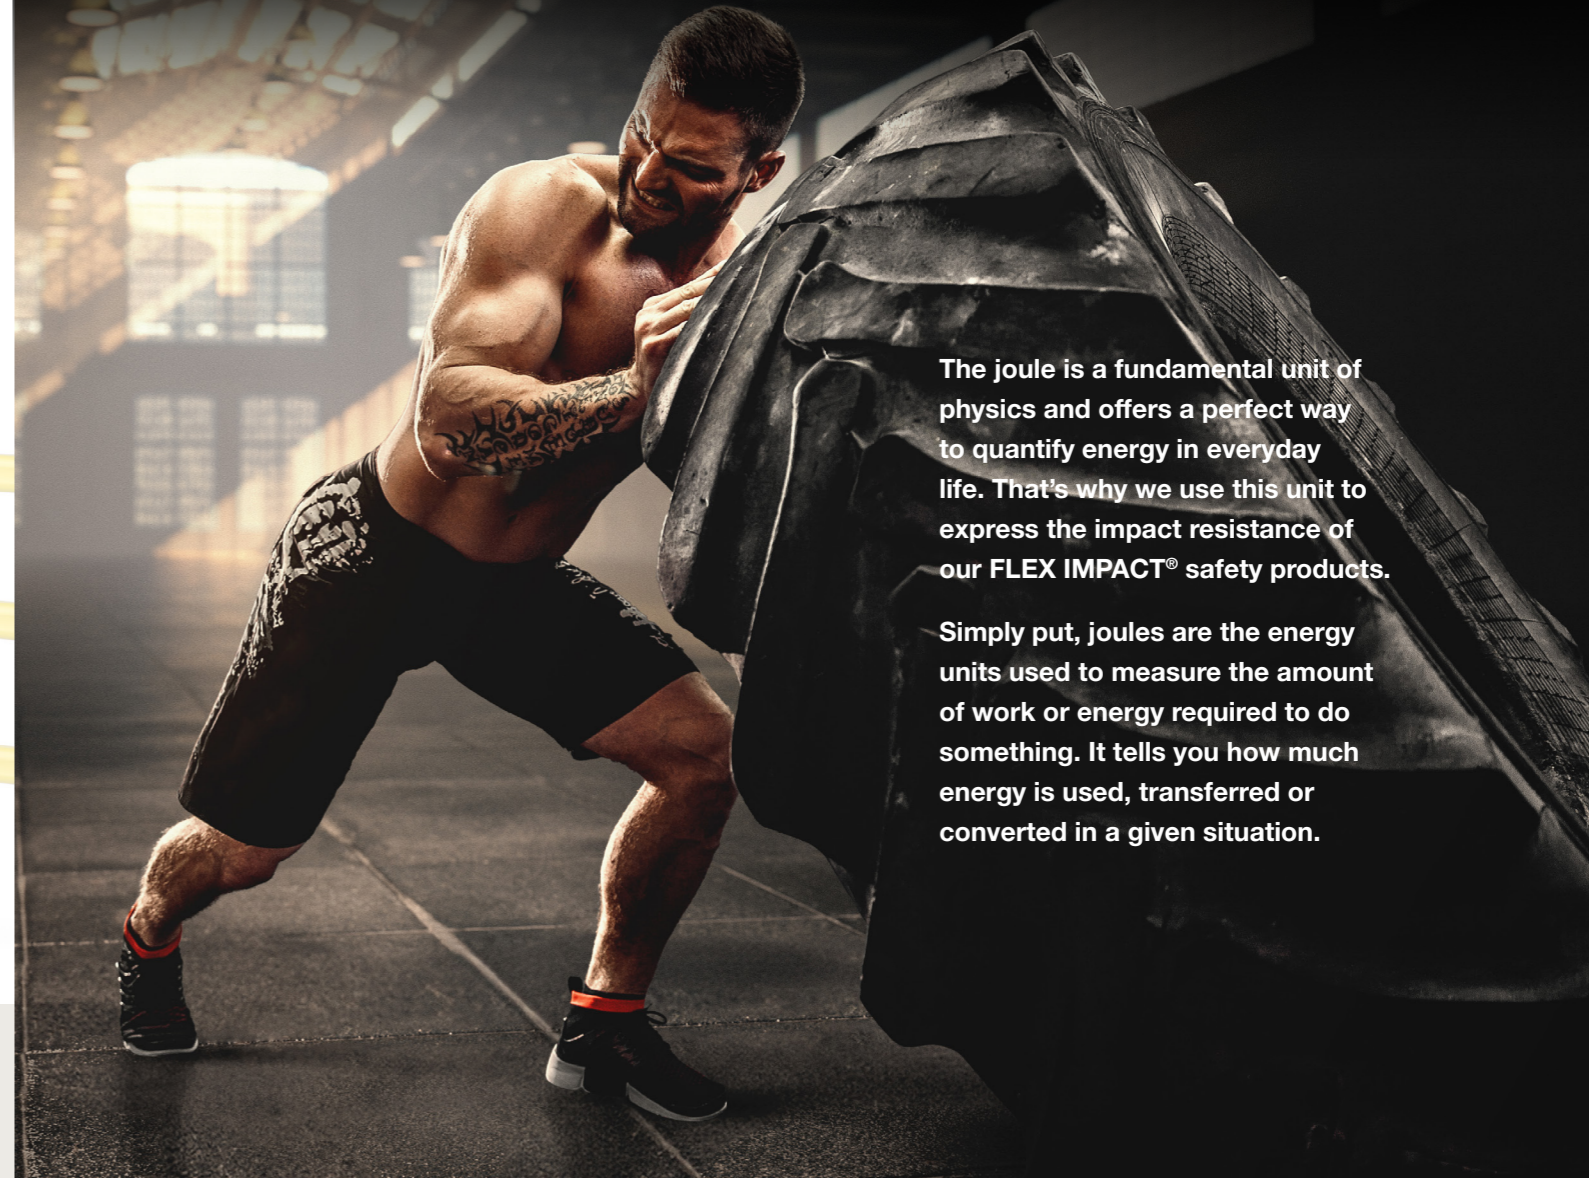 The joule is a fundamental unit of
physics and offers a perfect way
to quantify energy in everyday
life. That’s why we use this unit to
express the impact resistance of
our FLEX IMPACT® safety products.
Simply put, joules are the energy
units used to measure the amount
of work or energy required to do
something. It tells you how much
energy is used, transferred or
converted in a given situation.